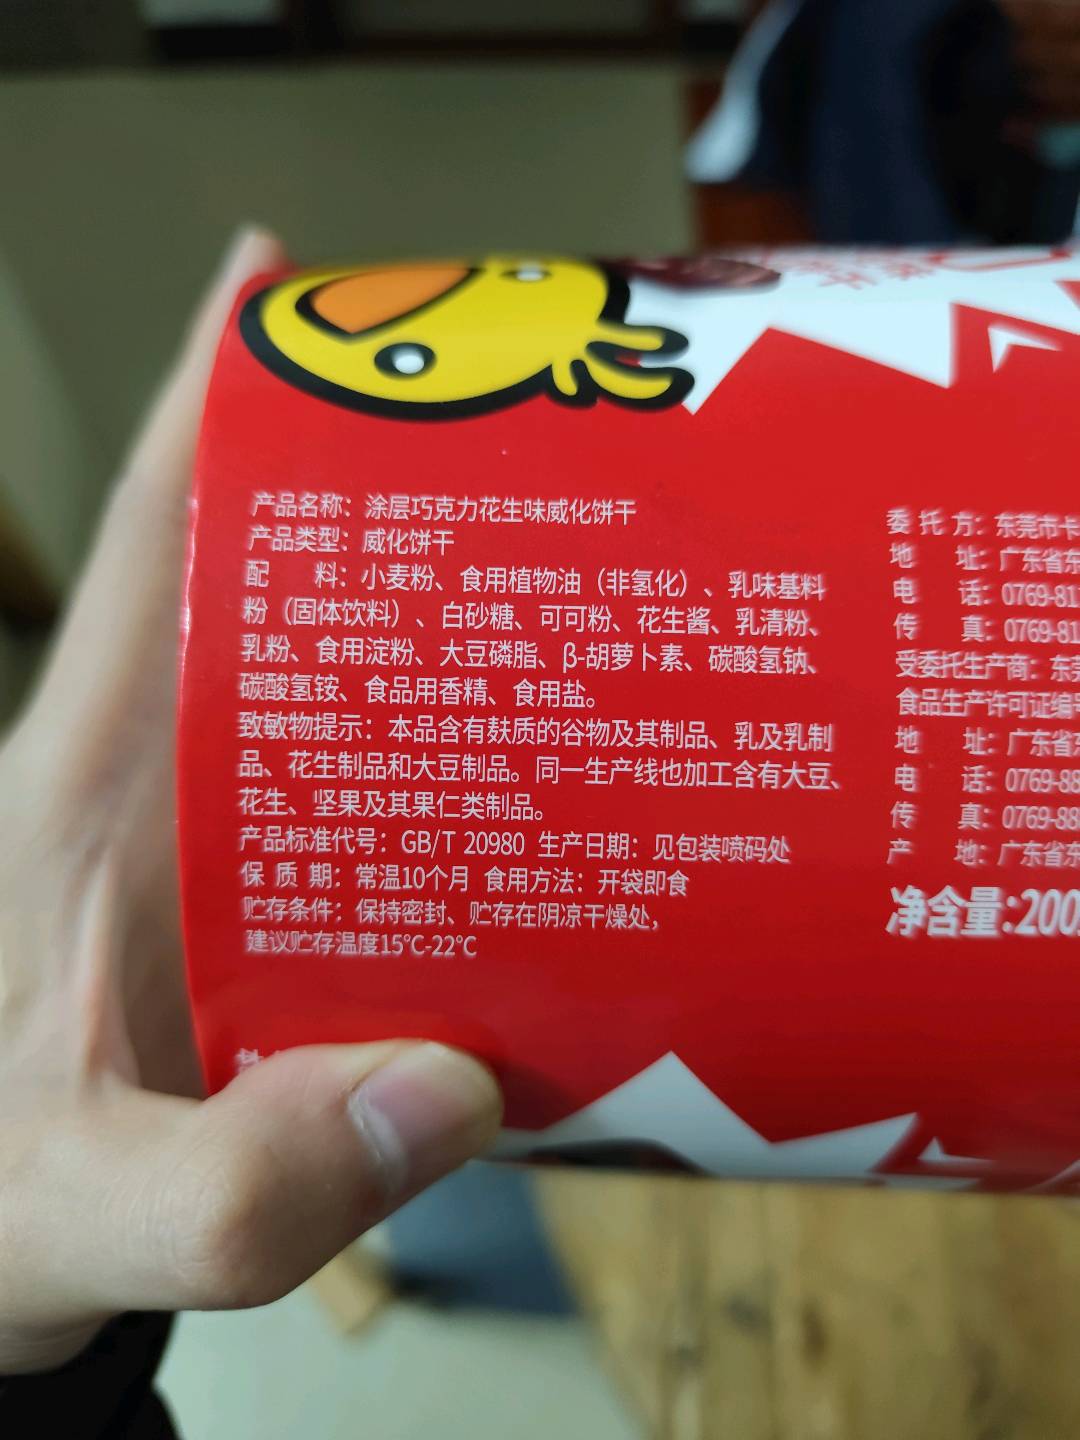 产品名称：涂层巧克力花生味威化饼干
产品类型：威化饼干
配 料：小麦粉、食用植物油（非氢化）、乳味基料
粉（固体饮料）、白砂糖、可可粉、花生酱、乳清粉、
乳粉、食用淀粉、大豆磷脂、β-胡萝卜素、碳酸氢钠、
碳酸氢铵、食品用香精、食用盐。
致敏物提示：本品含有麸质的谷物及其制品、乳及乳制
品、花生制品和大豆制品。同一生产线也加工含有大豆、
花生、坚果及其果仁类制品。
产品标准代号：GB/T 20980 生产日期：见包装喷码处
保 质 期：常温10个月 食用方法：开袋即食
贮存条件：保持密封、贮存在阴凉干燥处，
建议贮存温度15℃-22℃
委 托 方：东莞市卡
地 址：广东省东
电 话：0769-81
传 真：0769-81
受委托生产商：东莞
食品生产许可证编号
地 址：广东省东
电 话：0769-88
传 真：0769-88
产 地：广东省东
净含量：200